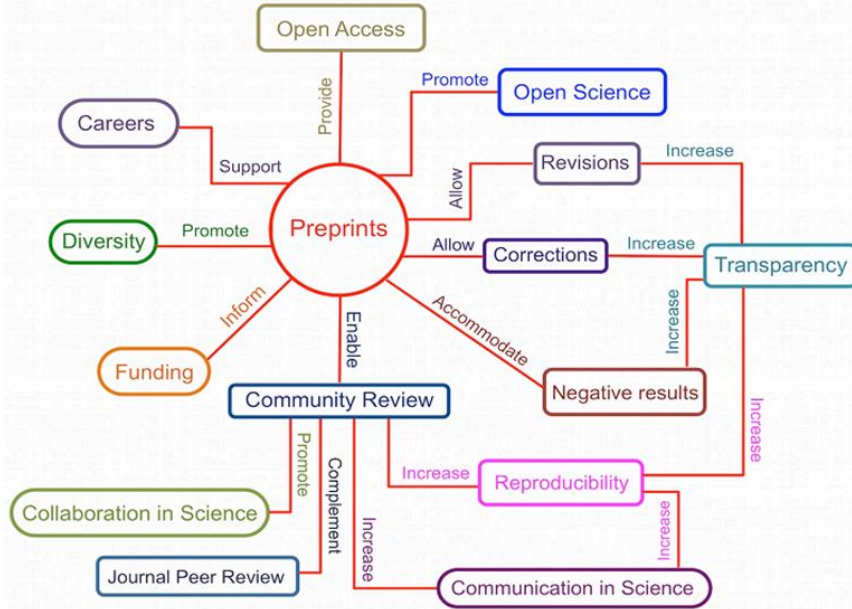 Open Access
Provide
Promote
Open Science
Careers
Support
Revisions
Increase
Allow
Preprints
Diversity
Promote
Allow
Corrections
Increase
Transparency
Inform
Enable
Accommodate
Increase
Funding
Community Review
Negative results
Promote
Complement
Increase
Increase
Reproducibility
Increase
Collaboration in Science
Increase
Journal Peer Review
Communication in Science